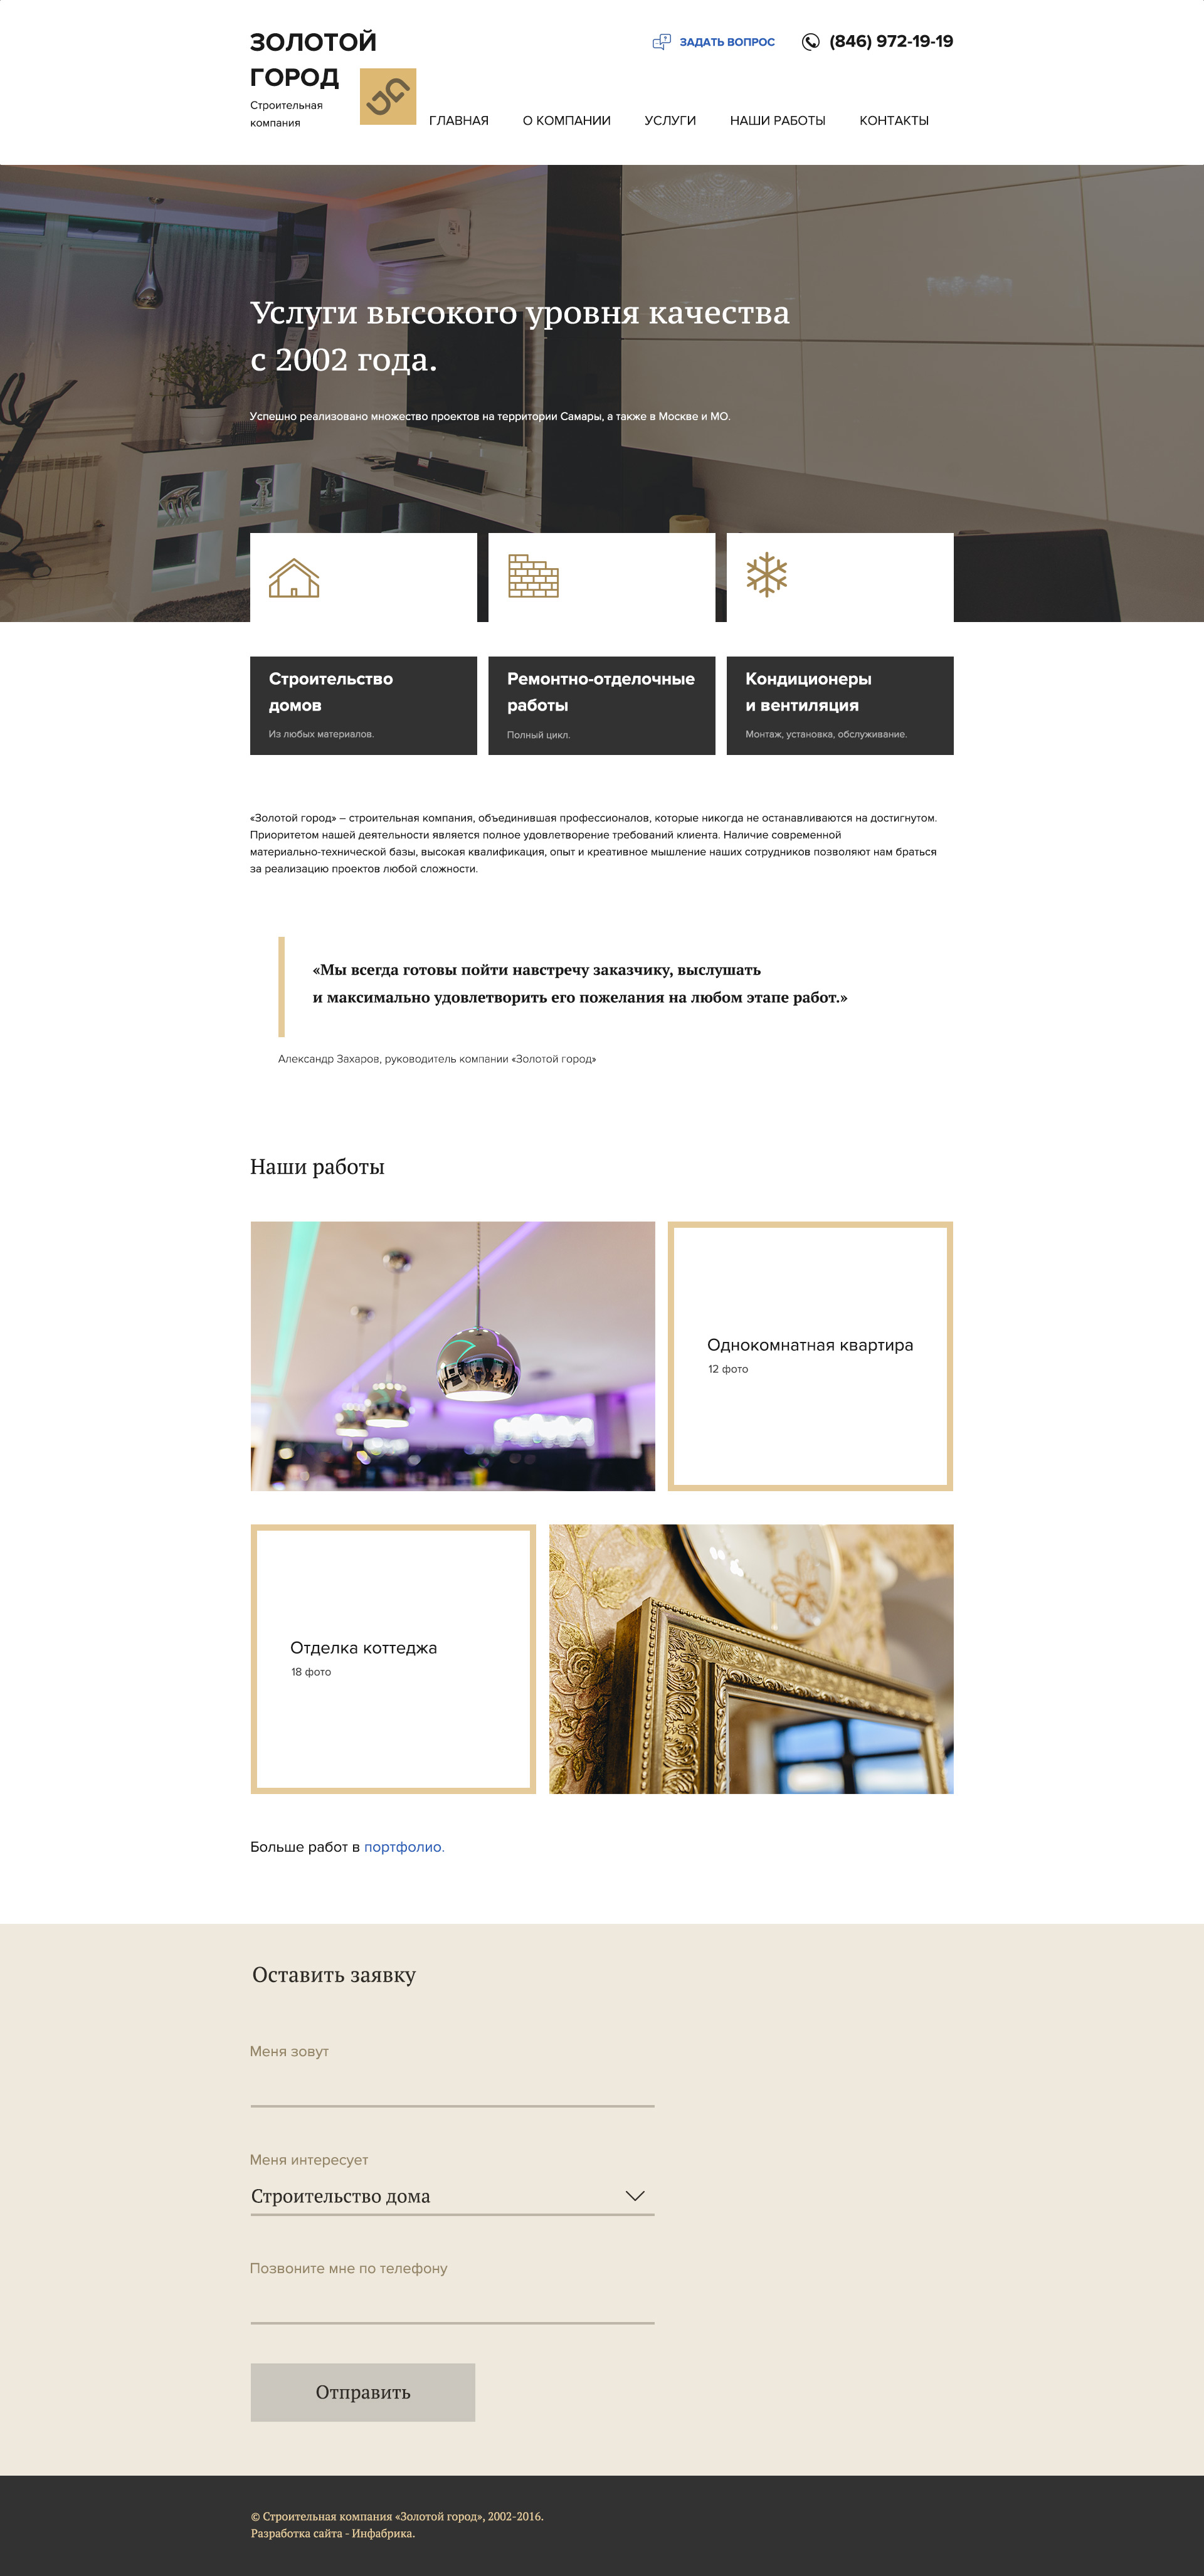 ЗОЛОТОЙ
ГОРОД
Строительная
компания
ЗАДАТЬ ВОПРОС
(846) 972-19-19
ГЛАВНАЯ
О КОМПАНИИ
УСЛУГИ
НАШИ РАБОТЫ
КОНТАКТЫ
Услуги высокого уровня качества
с 2002 года.
Успешно реализовано множество проектов на территории Самары, а также в Москве и МО.
Строительство
домов
Из любых материалов.
Ремонтно-отделочные
работы
Полный цикл.
Кондиционеры
и вентиляция
Монтаж, установка, обслуживание.
«Золотой город» – строительная компания, объединившая профессионалов, которые никогда не останавливаются на достигнутом.
Приоритетом нашей деятельности является полное удовлетворение требований клиента. Наличие современной
материально-технической базы, высокая квалификация, опыт и креативное мышление наших сотрудников позволяют нам браться
за реализацию проектов любой сложности.
«Мы всегда готовы пойти навстречу заказчику, выслушать
и максимально удовлетворить его пожелания на любом этапе работ.»
Александр Захаров, руководитель компании «Золотой город»
Наши работы
Однокомнатная квартира
12 фото
Отделка коттеджа
18 фото
Больше работ в портфолио.
Оставить заявку
Меня зовут
Меня интересует
Строительство дома
Позвоните мне по телефону
Отправить
© Строительная компания «Золотой город», 2002-2016.
Разработка сайта - Инфабрика.